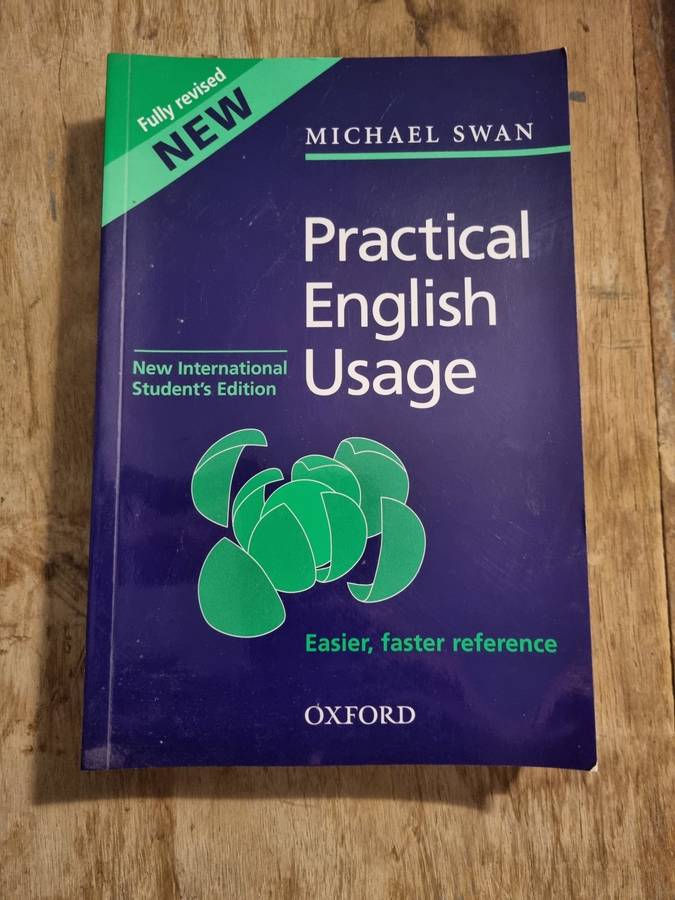 Fully revised
NEW
MICHAEL SWAN
Practical
English
Usage
New International
Student's Edition
Easier, faster reference
OXFORD